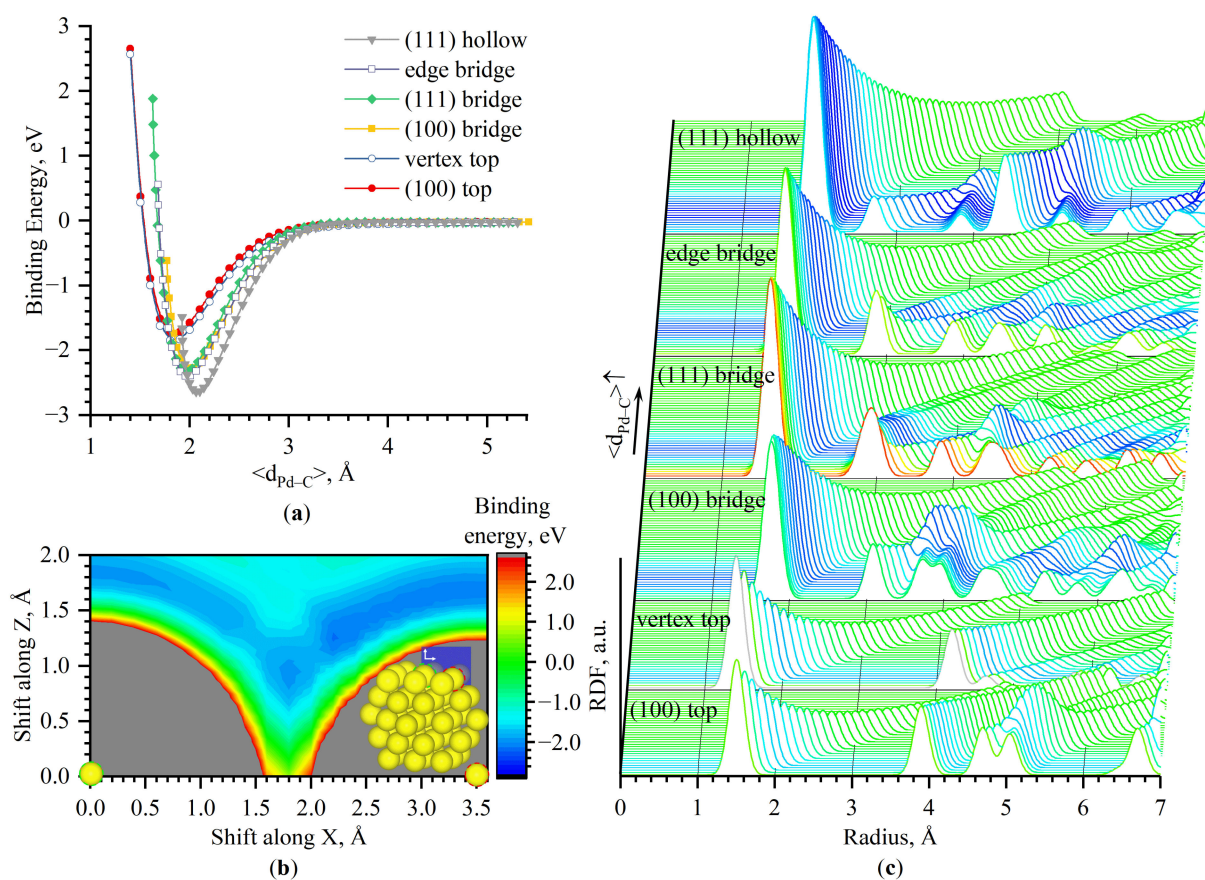 3
2
1
0
−1
−2
−3
Binding Energy, eV
(111) hollow
edge bridge
(111) bridge
(100) bridge
vertex top
(100) top
1
2
3
4
5
<d_Pd–C>, Å
(a)
Binding
energy, eV
2.0
1.5
1.0
0.5
0.0
Shift along Z, Å
2.0
1.0
0.0
−1.0
−2.0
0.0
0.5
1.0
1.5
2.0
2.5
3.0
3.5
Shift along X, Å
(b)
(111) hollow
edge bridge
(111) bridge
(100) bridge
vertex top
(100) top
<d_Pd–C>↑
RDF, a.u.
0
1
2
3
4
5
6
7
Radius, Å
(c)